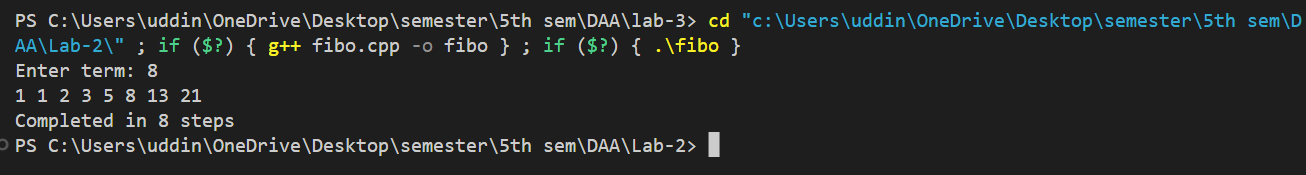 PS C:\Users\uddin\OneDrive\Desktop\semester\5th sem\DAA\lab-3> cd "c:\Users\uddin\OneDrive\Desktop\semester\5th sem\D
AA\Lab-2\" ; if ($?) { g++ fibo.cpp -o fibo } ; if ($?) { .\fibo }
Enter term: 8
1 1 2 3 5 8 13 21
Completed in 8 steps
PS C:\Users\uddin\OneDrive\Desktop\semester\5th sem\DAA\Lab-2>